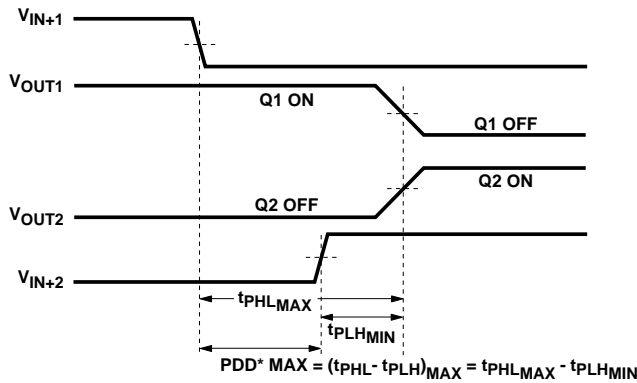 VIN+1
VOUT1
Q1 ON
Q1 OFF
Q2 ON
Q2 OFF
VOUT2
VIN+2
tPHLMAX
tPLHMIN
PDD* MAX = (tPHL- tPLH)MAX = tPHLMAX - tPLHMIN